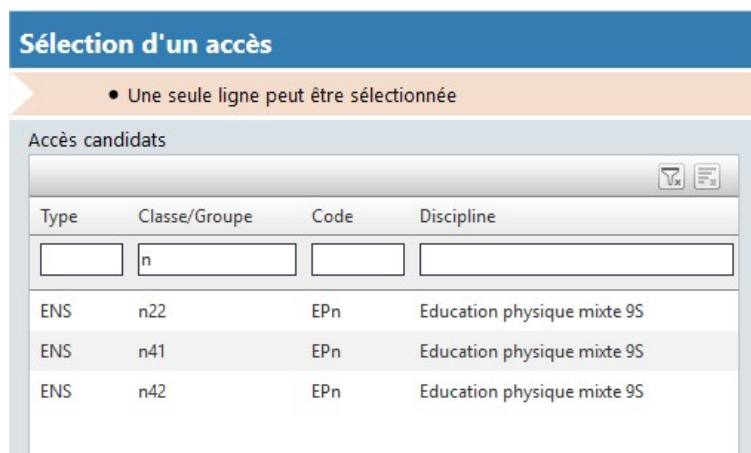 Sélection d'un accès
• Une seule ligne peut être sélectionnée
Accès candidats
Type Classe/Groupe Code Discipline
n
ENS n22 EPn Education physique mixte 9S
ENS n41 EPn Education physique mixte 9S
ENS n42 EPn Education physique mixte 9S